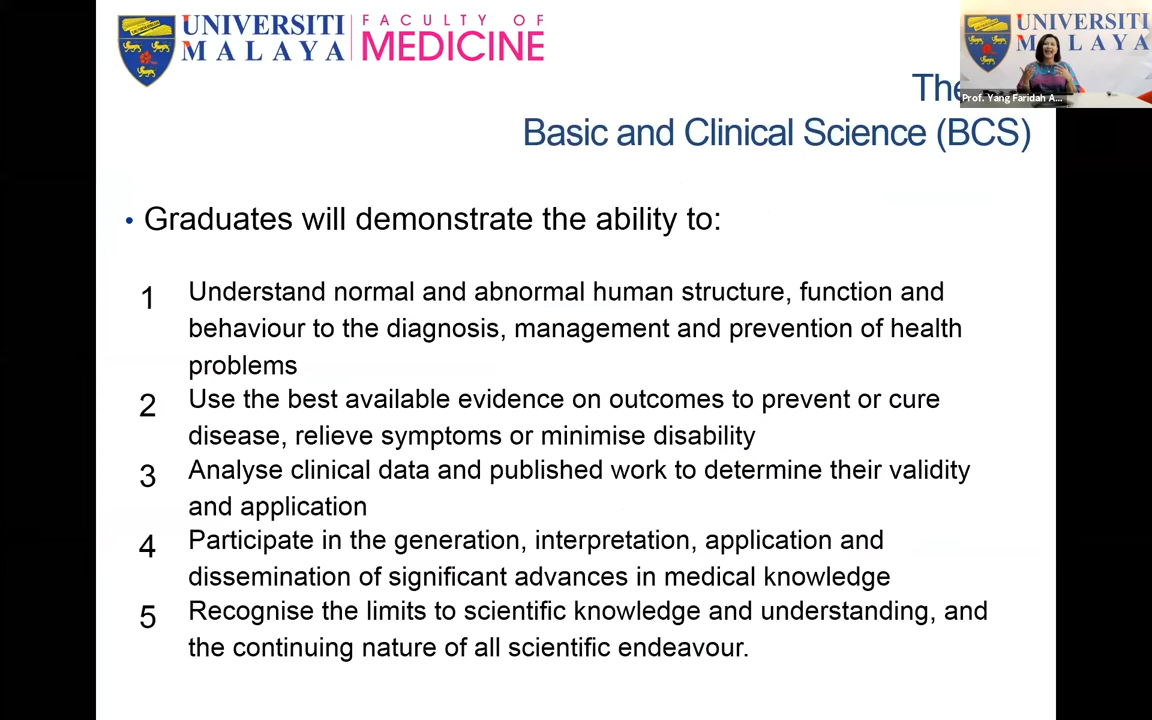 UNIVERSITI
MALAYA
FACULTY OF
MEDICINE
UNIVERSITI
MALAYA
Prof. Yang Faridah A...
The
Basic and Clinical Science (BCS)
• Graduates will demonstrate the ability to:
1 Understand normal and abnormal human structure, function and
behaviour to the diagnosis, management and prevention of health
problems
2 Use the best available evidence on outcomes to prevent or cure
disease, relieve symptoms or minimise disability
3 Analyse clinical data and published work to determine their validity
and application
4 Participate in the generation, interpretation, application and
dissemination of significant advances in medical knowledge
5 Recognise the limits to scientific knowledge and understanding, and
the continuing nature of all scientific endeavour.